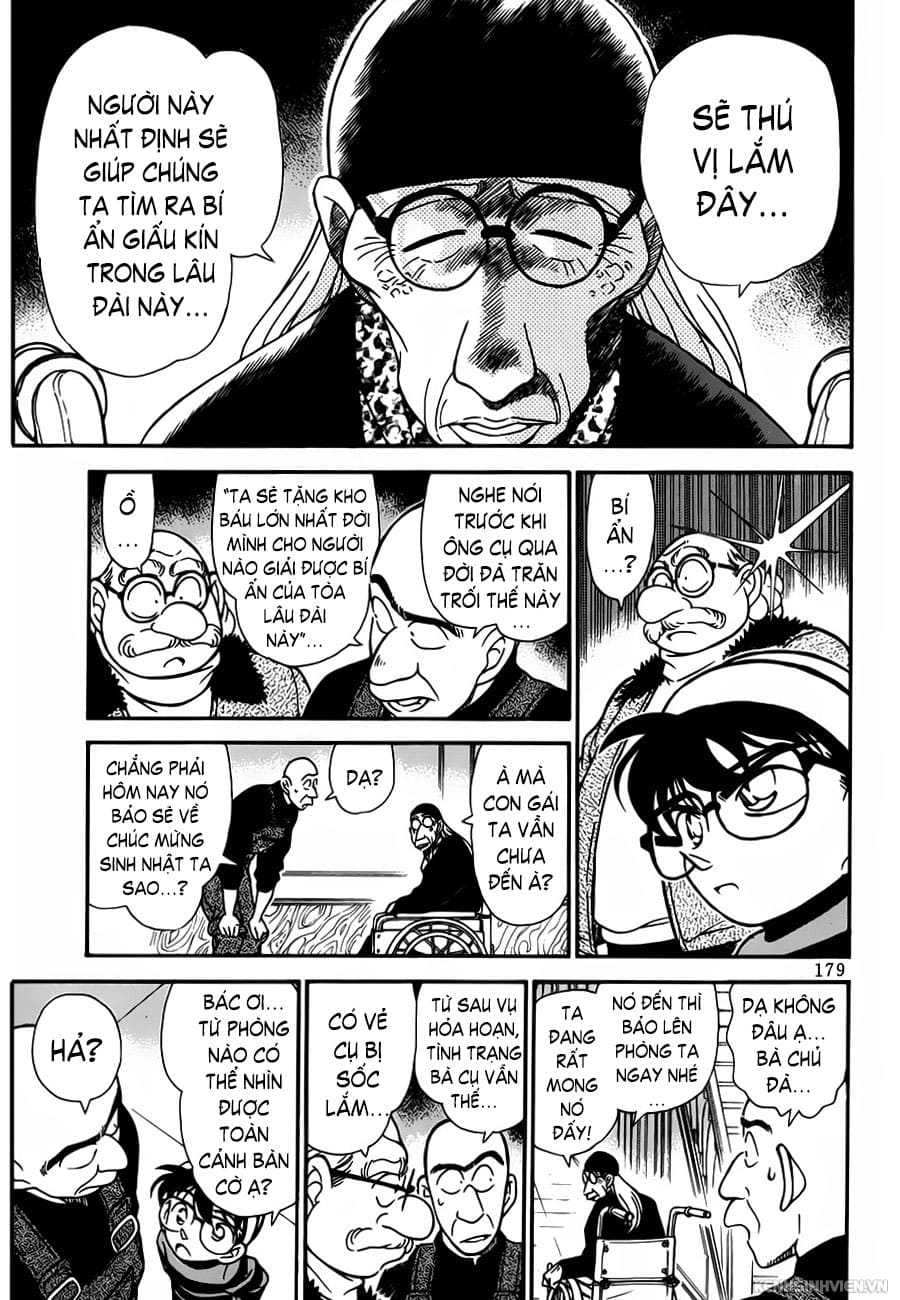 SẼ THÚ
VỊ LẮM
ĐÂY...
NGƯỜI NÀY
NHẤT ĐỊNH SẼ
GIÚP CHÚNG
TA TÌM RA BÍ
ẨN GIẤU KÍN
TRONG LÂU
ĐÀI NÀY...
BÍ
ẨN
...?
NGHE NÓI
TRƯỚC KHI
ÔNG CỤ QUA
ĐỜI ĐÃ TRĂN
TRỐI THẾ NÀY
...
"TA SẼ TẶNG KHO
BÁU LỚN NHẤT ĐỜI
MÌNH CHO NGƯỜI
NÀO GIẢI ĐƯỢC BÍ
ẨN CỦA TÒA
LÂU ĐÀI
NÀY"...
Ồ
...
À MÀ
CON GÁI
TA VẪN
CHƯA
ĐẾN À?
DẠ?
CHẲNG PHẢI
HÔM NAY NÓ
BẢO SẼ VỀ
CHÚC MỪNG
SINH NHẬT TA
SAO...?
179
DẠ KHÔNG
ĐÂU Ạ...
BÀ CHỦ
ĐÃ...
NÓ ĐẾN THÌ
BẢO LÊN
PHÒNG TA
NGAY NHÉ
...
TA
ĐANG
RẤT
MONG
NÓ
ĐẤY!
TỪ SAU VỤ
HỎA HOẠN,
TÌNH TRẠNG
BÀ CỤ VẪN
THẾ...
CÓ VẺ
CỤ BỊ
SỐC
LẮM...
BÁC ƠI...
TỪ PHÒNG
NÀO CÓ
THỂ NHÌN
ĐƯỢC
TOÀN
CẢNH BÀN
CỜ Ạ?
HẢ?
KENHSINHVIEN.VN